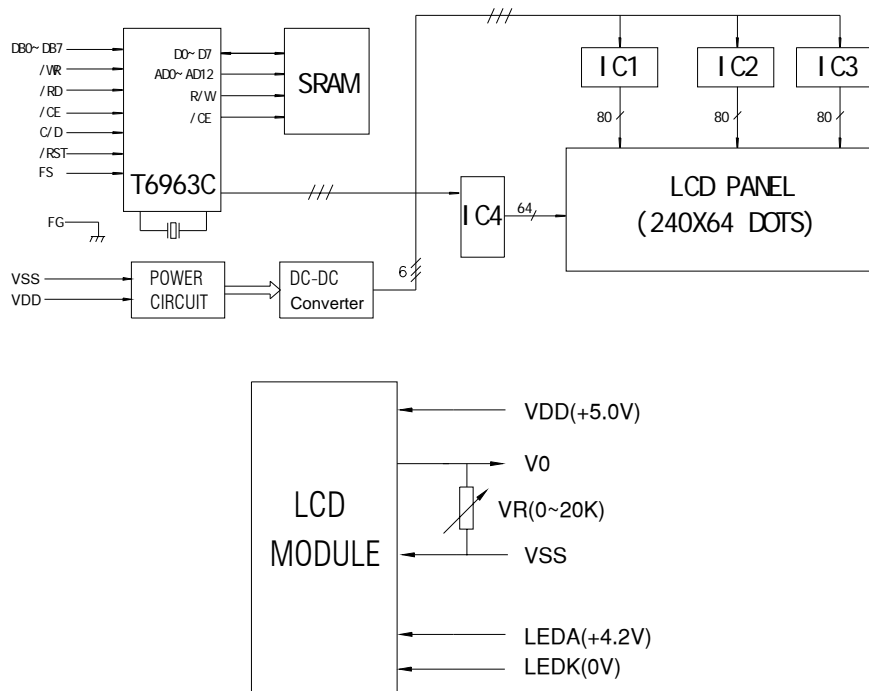 DB0~DB7
/WR
/RD
/CE
C/D
/RST
FS
D0~D7
AD0~AD12
R/W
/CE
T6963C
SRAM
IC1
IC2
IC3
80
80
80
LCD PANEL
(240X64 DOTS)
IC4
64
FG
VSS
VDD
POWER
CIRCUIT
DC-DC
Converter
6
LCD
MODULE
VDD(+5.0V)
V0
VR(0~20K)
VSS
LEDA(+4.2V)
LEDK(0V)